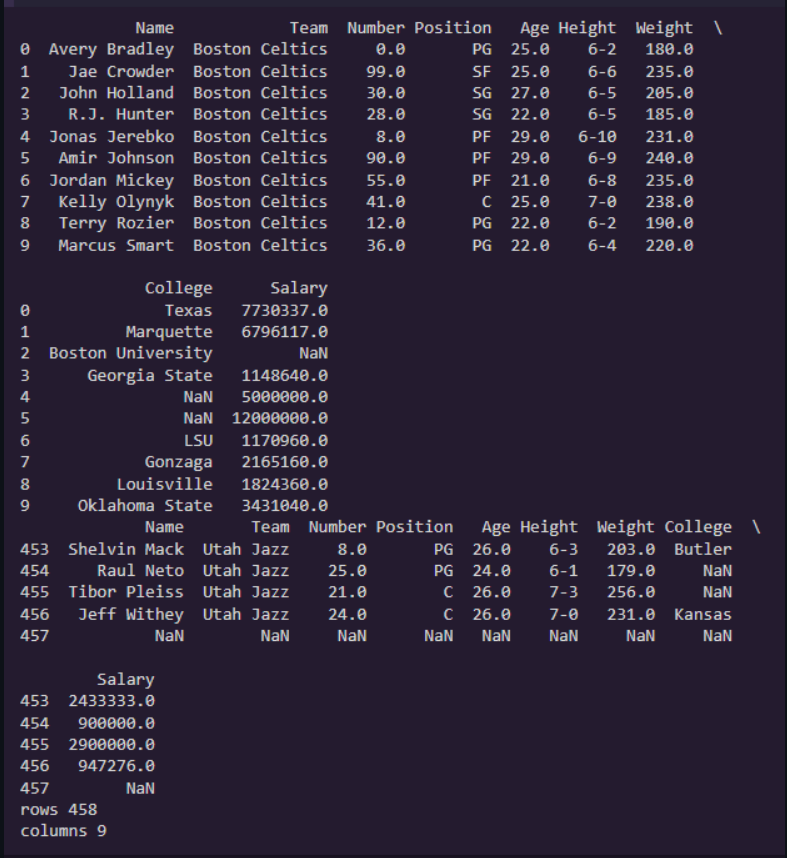 Name Team Number Position Age Height Weight \
0 Avery Bradley Boston Celtics 0.0 PG 25.0 6-2 180.0
1 Jae Crowder Boston Celtics 99.0 SF 25.0 6-6 235.0
2 John Holland Boston Celtics 30.0 SG 27.0 6-5 205.0
3 R.J. Hunter Boston Celtics 28.0 SG 22.0 6-5 185.0
4 Jonas Jerebko Boston Celtics 8.0 PF 29.0 6-10 231.0
5 Amir Johnson Boston Celtics 90.0 PF 29.0 6-9 240.0
6 Jordan Mickey Boston Celtics 55.0 PF 21.0 6-8 235.0
7 Kelly Olynyk Boston Celtics 41.0 C 25.0 7-0 238.0
8 Terry Rozier Boston Celtics 12.0 PG 22.0 6-2 190.0
9 Marcus Smart Boston Celtics 36.0 PG 22.0 6-4 220.0
College Salary
0 Texas 7730337.0
1 Marquette 6796117.0
2 Boston University NaN
3 Georgia State 1148640.0
4 NaN 5000000.0
5 NaN 12000000.0
6 LSU 1170960.0
7 Gonzaga 2165160.0
8 Louisville 1824360.0
9 Oklahoma State 3431040.0
Name Team Number Position Age Height Weight College \
453 Shelvin Mack Utah Jazz 8.0 PG 26.0 6-3 203.0 Butler
454 Raul Neto Utah Jazz 25.0 PG 24.0 6-1 179.0 NaN
455 Tibor Pleiss Utah Jazz 21.0 C 26.0 7-3 256.0 NaN
456 Jeff Withey Utah Jazz 24.0 C 26.0 7-0 231.0 Kansas
457 NaN NaN NaN NaN NaN NaN NaN NaN
Salary
453 2433333.0
454 900000.0
455 2900000.0
456 947276.0
457 NaN
rows 458
columns 9